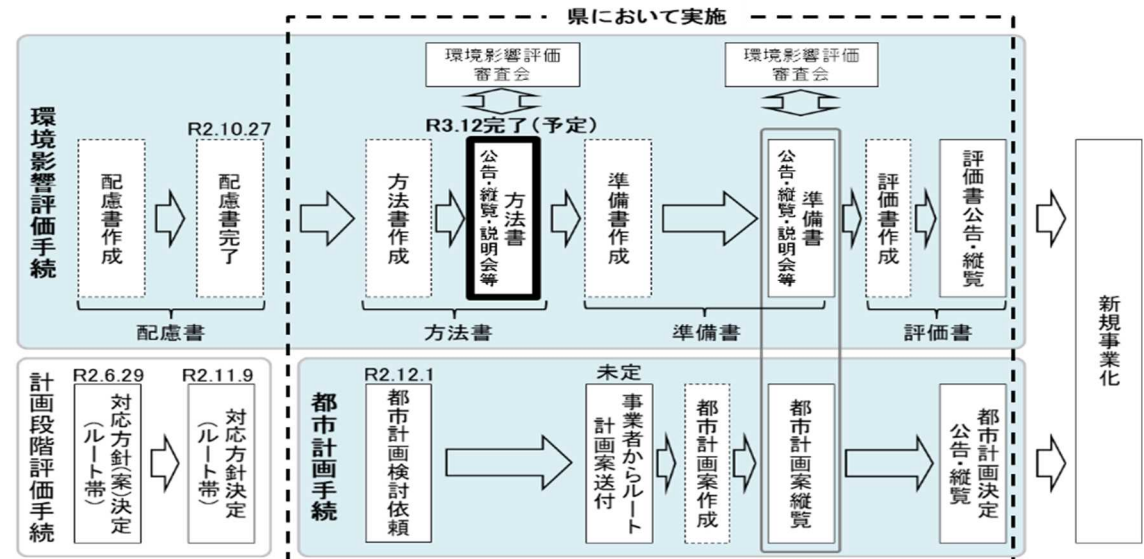 県において実施
環境影響評価手続
環境影響評価
審査会
環境影響評価
審査会
R2.10.27
R3.12完了(予定)
配慮書作成
配慮書完了
方法書作成
方法書
公告・縦覧・説明会等
準備書作成
準備書
公告・縦覧・説明会等
評価書作成
評価書公告・縦覧
配慮書
方法書
準備書
評価書
新規事業化
計画段階評価手続
R2.6.29
対応方針(案)決定
(ルート帯)
R2.11.9
対応方針決定
(ルート帯)
都市計画手続
R2.12.1
都市計画検討依頼
未定
事業者からルート
計画案送付
都市計画案作成
都市計画案縦覧
都市計画決定
公告・縦覧